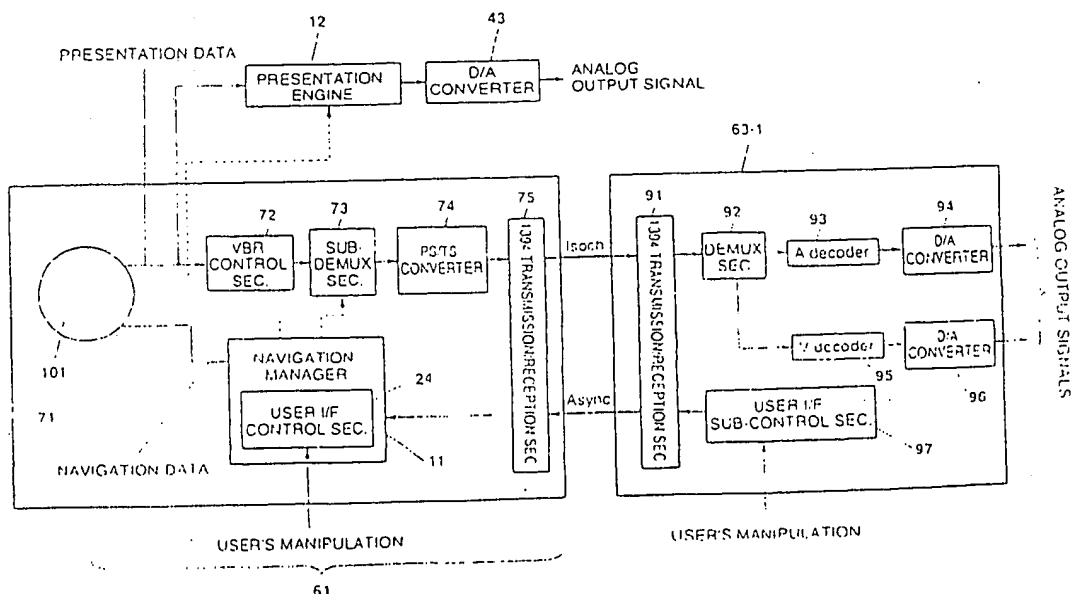 12
43
PRESENTATION DATA
PRESENTATION
ENGINE
D/A
CONVERTER
ANALOG
OUTPUT SIGNAL
63-1
72
73
74
75
91
92
93
94
VBR
CONTROL
SEC.
SUB-
DEMUX
SEC.
PS/TS
CONVERTER
1394 TRANSMISSION/RECEPTION SEC
Isoch
1394 TRANSMISSION/RECEPTION SEC
DEMUX
SEC.
A decoder
D/A
CONVERTER
ANALOG OUTPUT SIGNALS
101
71
NAVIGATION
MANAGER
24
USER I/F
CONTROL SEC.
11
Async
V decoder
95
D/A
CONVERTER
96
USER I/F
SUB-CONTROL SEC.
97
NAVIGATION DATA
USER'S MANIPULATION
USER'S MANIPULATION
61